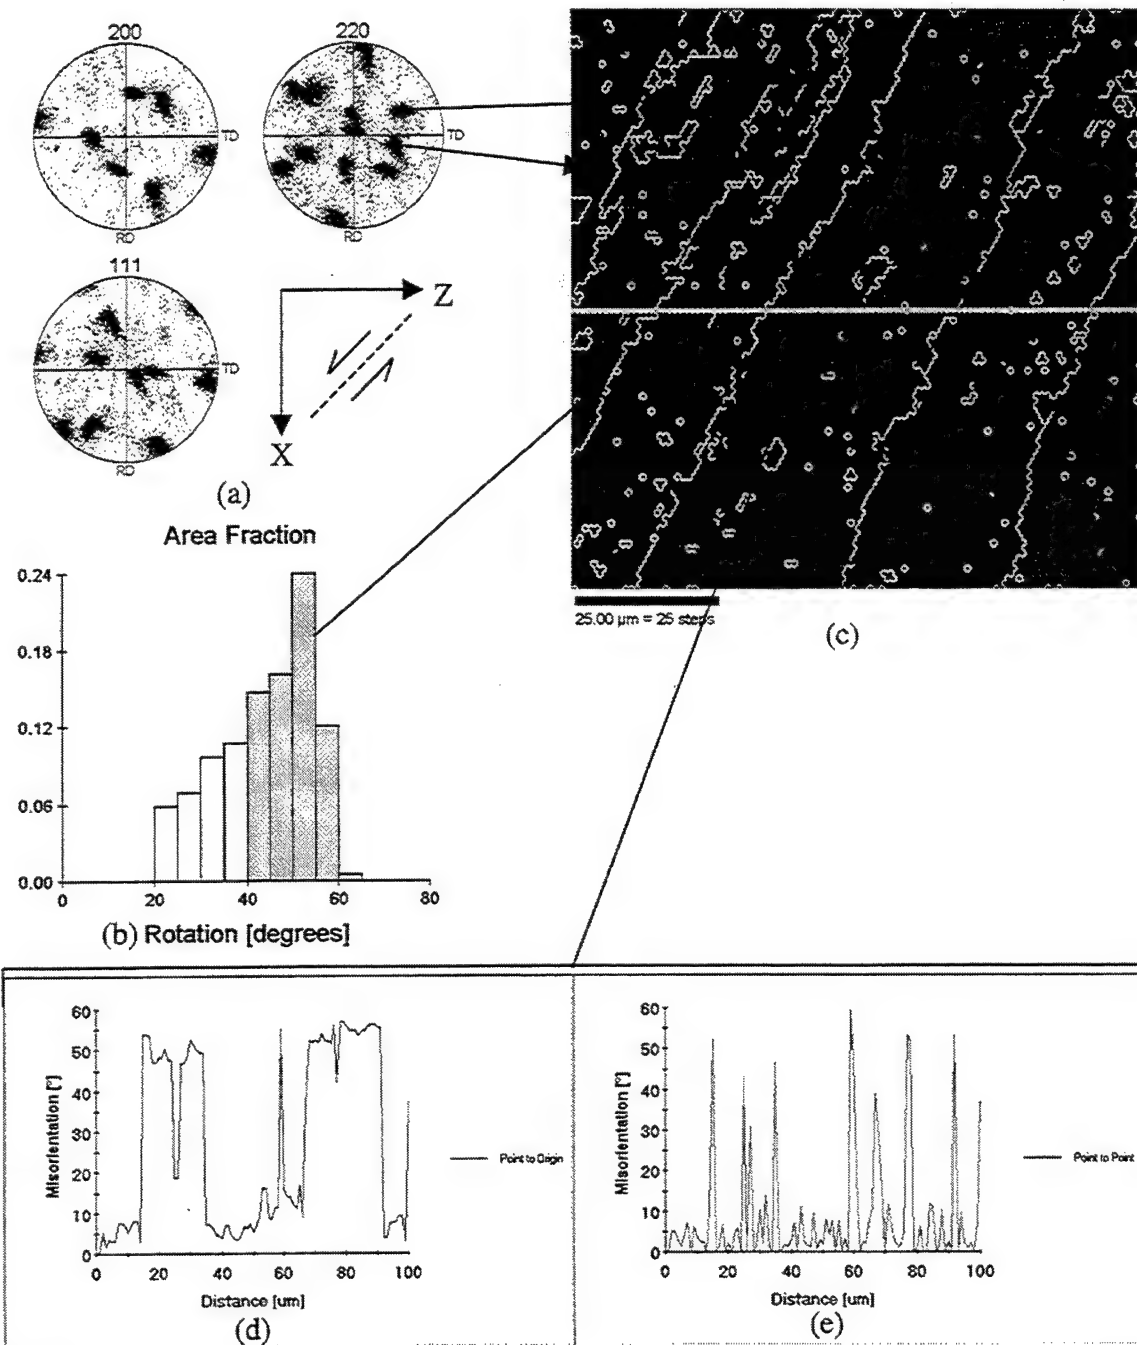 200
220
TD
TD
RD
RD
111
TD
RD
Z
X
(a)
Area Fraction
0.24
0.18
0.12
0.06
0.00
0
20
40
60
80
(b) Rotation [degrees]
25.00 µm = 25 steps
(c)
60
50
40
30
20
10
0
Misorientation [°]
0
20
40
60
80
100
Distance [um]
Point to Origin
(d)
60
50
40
30
20
10
0
Misorientation [°]
0
20
40
60
80
100
Distance [um]
Point to Point
(e)